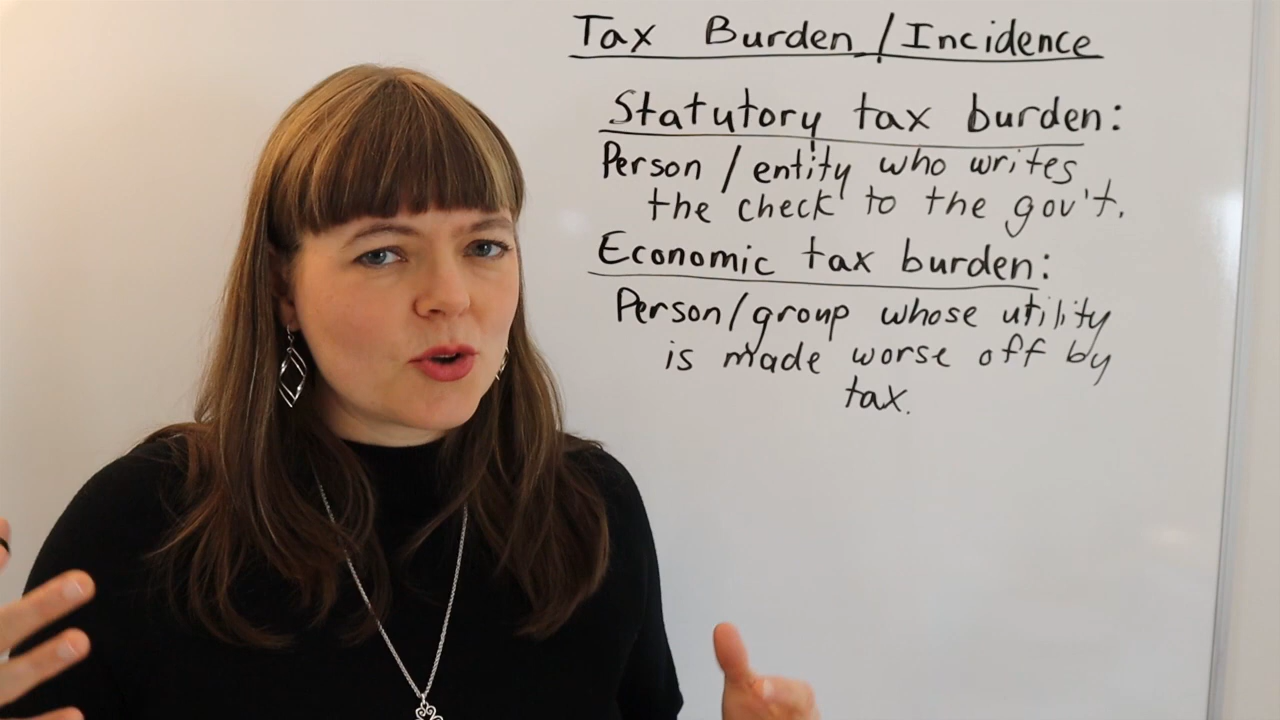 Tax Burden/Incidence
Statutory tax burden:
Person/entity who writes
the check to the gov't.
Economic tax burden:
Person/group whose utility
is made worse off by
tax.